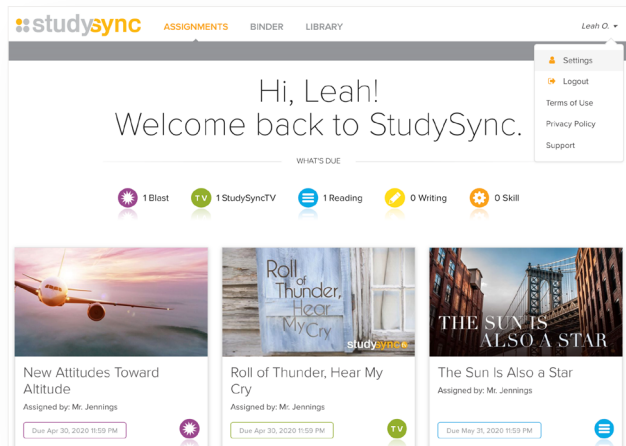 studysync
ASSIGNMENTS
BINDER
LIBRARY
Leah O.
Settings
Logout
Terms of Use
Privacy Policy
Support
Hi, Leah!
Welcome back to StudySync.
WHAT'S DUE
1 Blast
TV
1 StudySyncTV
1 Reading
0 Writing
0 Skill
Roll
of
Thunder,
Hear
My
Cry
studysync
THE SUN IS
ALSO A STAR
New Attitudes Toward
Altitude
Assigned by: Mr. Jennings
Due Apr 30, 2020 11:59 PM
Roll of Thunder, Hear My
Cry
Assigned by: Mr. Jennings
Due Apr 30, 2020 11:59 PM
TV
The Sun Is Also a Star
Assigned by: Mr. Jennings
Due May 31, 2020 11:59 PM